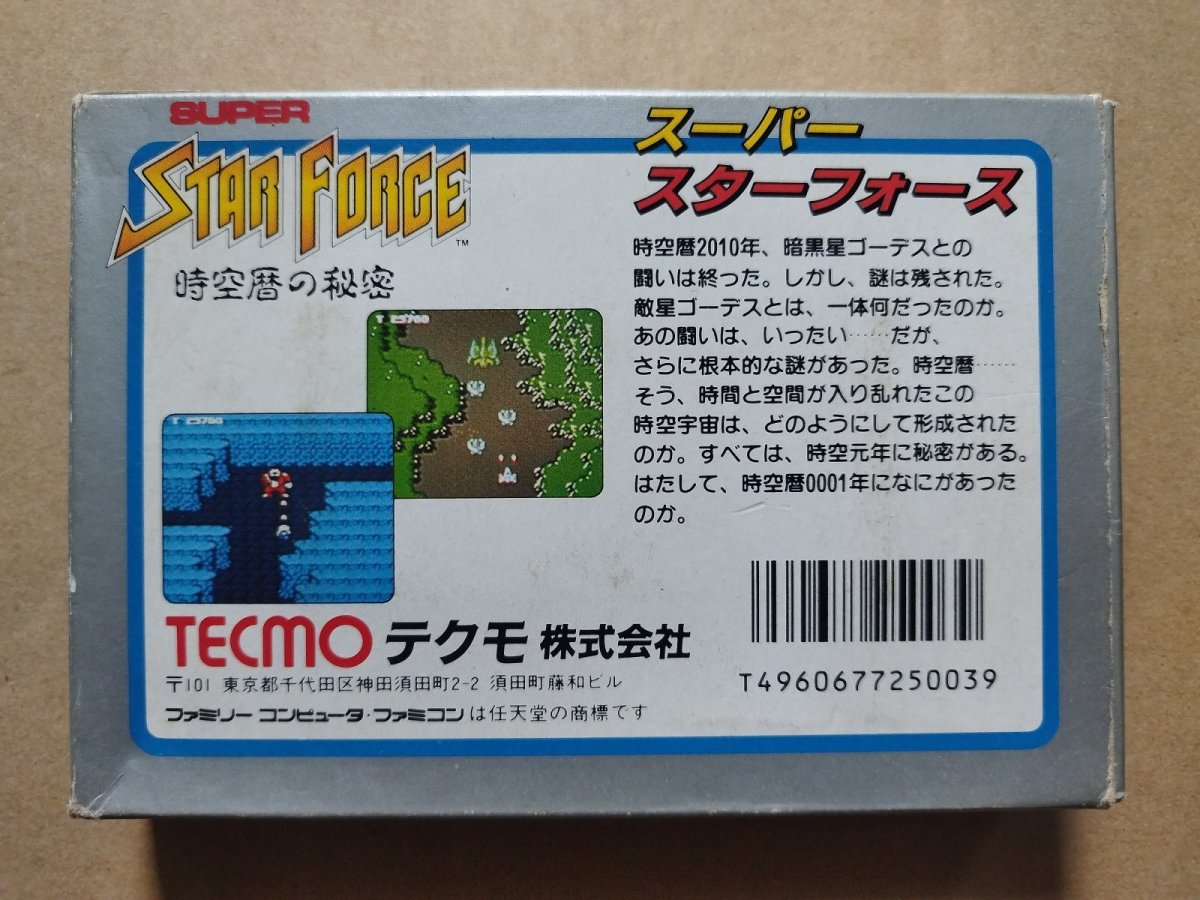 SUPER
STAR FORCE
™
時空暦の秘密
スーパー
スターフォース
時空暦2010年、暗黒星ゴーデスとの
闘いは終った。しかし、謎は残された。
敵星ゴーデスとは、一体何だったのか。
あの闘いは、いったい……だが、
さらに根本的な謎があった。時空暦……
そう、時間と空間が入り乱れたこの
時空宇宙は、どのようにして形成された
のか。すべては、時空元年に秘密がある。
はたして、時空暦0001年になにがあった
のか。
T 23760
T 23760
TECMO テクモ 株式会社
〒101 東京都千代田区神田須田町2-2 須田町藤和ビル
ファミリーコンピュータ・ファミコンは任天堂の商標です
T4960677250039